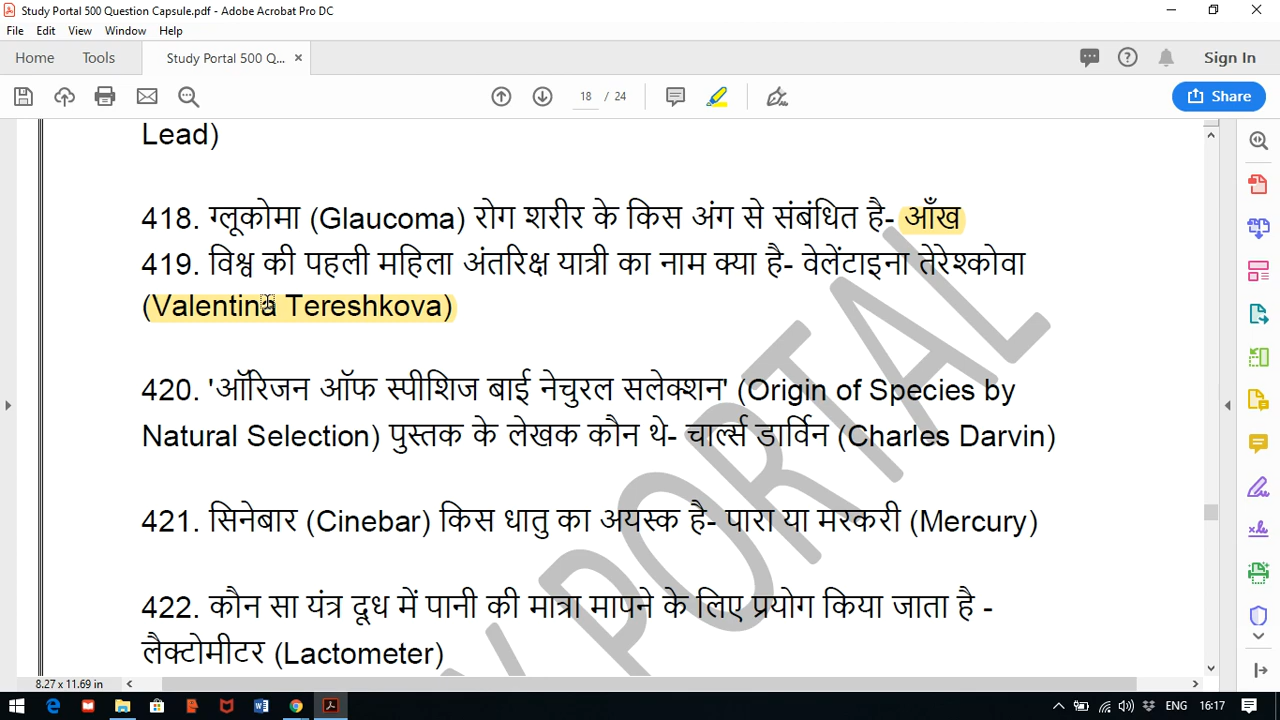 Study Portal 500 Question Capsule.pdf - Adobe Acrobat Pro DC
File Edit View Window Help
Home Tools Study Portal 500 Q... × Sign In
18 / 24 Share
Lead)
418. ग्लूकोमा (Glaucoma) रोग शरीर के किस अंग से संबंधित है- आँख
419. विश्व की पहली महिला अंतरिक्ष यात्री का नाम क्या है- वेलेंटाइना तेरेश्कोवा
(Valentina Tereshkova)
420. 'ऑरिजन ऑफ स्पीशिज बाई नेचुरल सलेक्शन' (Origin of Species by
Natural Selection) पुस्तक के लेखक कौन थे- चार्ल्स डार्विन (Charles Darvin)
421. सिनेबार (Cinebar) किस धातु का अयस्क है- पारा या मरकरी (Mercury)
422. कौन सा यंत्र दूध में पानी की मात्रा मापने के लिए प्रयोग किया जाता है -
लैक्टोमीटर (Lactometer)
Y PORTAL
8.27 x 11.69 in
ENG 16:17